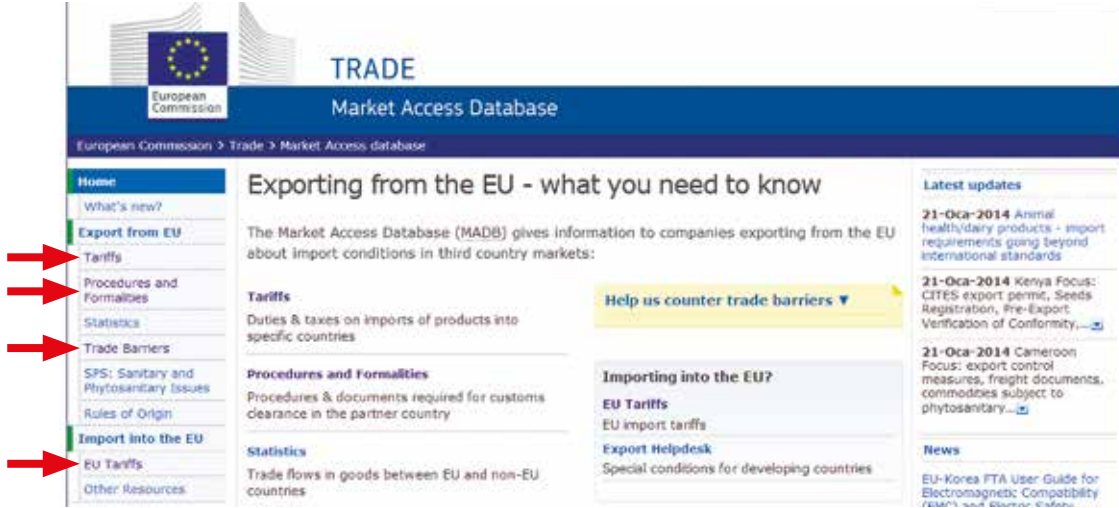 European
Commission
TRADE
Market Access Database
European Commission > Trade > Market Access database
Home
What's new?
Export from EU
Tariffs
Procedures and
Formalities
Statistics
Trade Barriers
SPS: Sanitary and
Phytosanitary Issues
Rules of Origin
Import into the EU
EU Tariffs
Other Resources
Exporting from the EU - what you need to know
The Market Access Database (MADB) gives information to companies exporting from the EU
about import conditions in third country markets:
Tariffs
Duties & taxes on imports of products into
specific countries
Procedures and Formalities
Procedures & documents required for customs
clearance in the partner country
Statistics
Trade flows in goods between EU and non-EU
countries
Help us counter trade barriers ▼
Importing into the EU?
EU Tariffs
EU import tariffs
Export Helpdesk
Special conditions for developing countries
Latest updates
21-Oca-2014 Animal
health/dairy products - import
requirements going beyond
international standards
21-Oca-2014 Kenya Focus:
CITES export permit, Seeds
Registration, Pre-Export
Verification of Conformity,...
21-Oca-2014 Cameroon
Focus: export control
measures, freight documents,
commodities subject to
phytosanitary...
News
EU-Korea FTA User Guide for
Electromagnetic Compatibility
(EMC) and Electric Safety